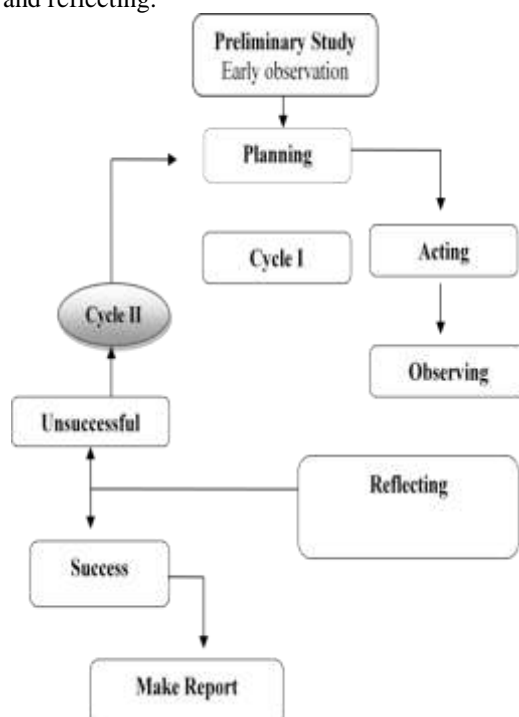 and reflecting.
Preliminary Study
Early observation
Planning
Cycle I
Acting
Cycle II
Observing
Unsuccessful
Reflecting
Success
Make Report